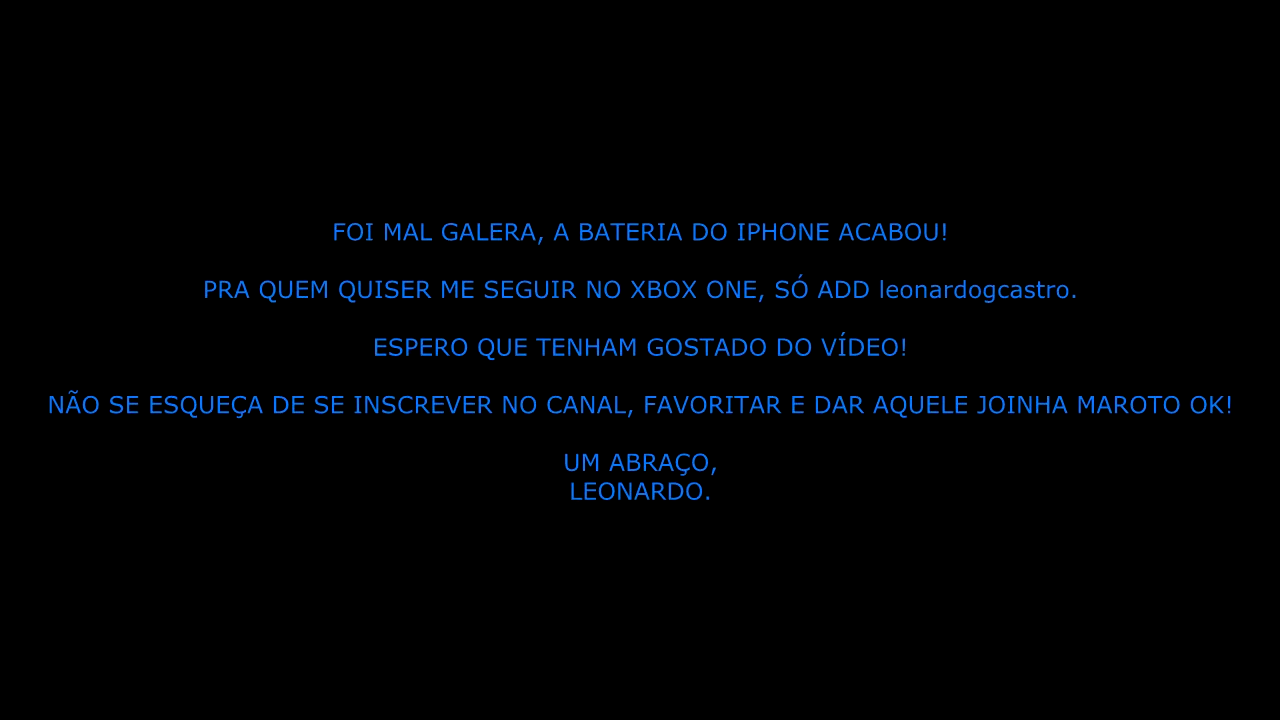 FOI MAL GALERA, A BATERIA DO IPHONE ACABOU!
PRA QUEM QUISER ME SEGUIR NO XBOX ONE, SÓ ADD leonardogcastro.
ESPERO QUE TENHAM GOSTADO DO VÍDEO!
NÃO SE ESQUEÇA DE SE INSCREVER NO CANAL, FAVORITAR E DAR AQUELE JOINHA MAROTO OK!
UM ABRAÇO,
LEONARDO.